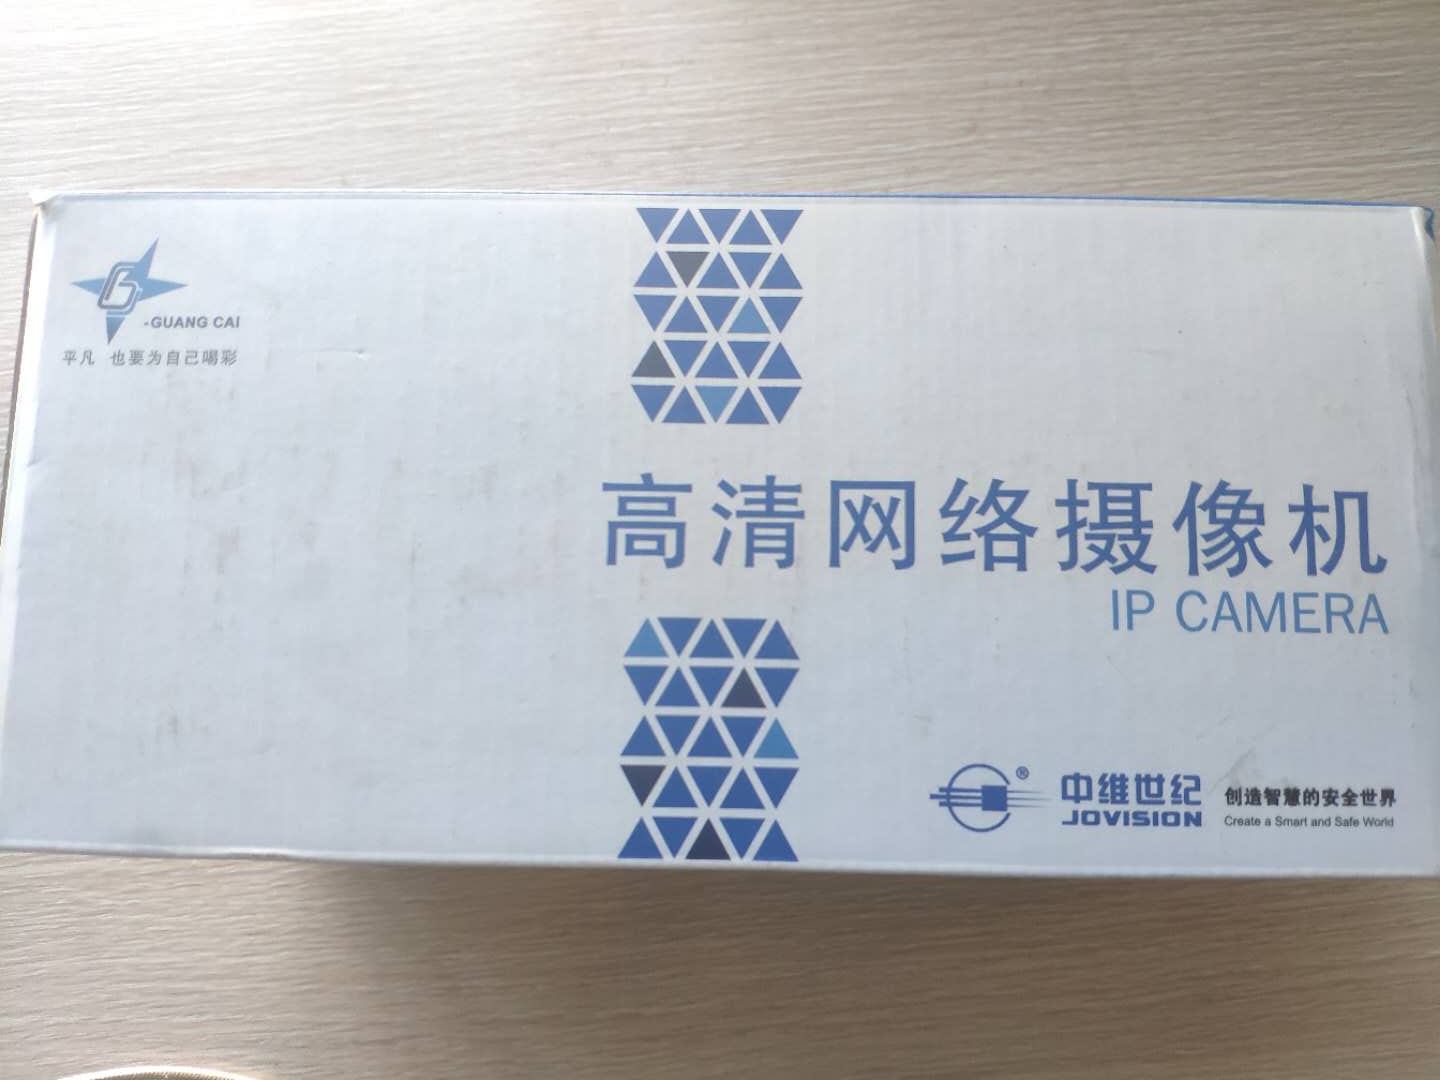 -GUANG CAI
平凡 也要为自己喝彩
高清网络摄像机
IP CAMERA
®
中维世纪
JOVISION
创造智慧的安全世界
Create a Smart and Safe World